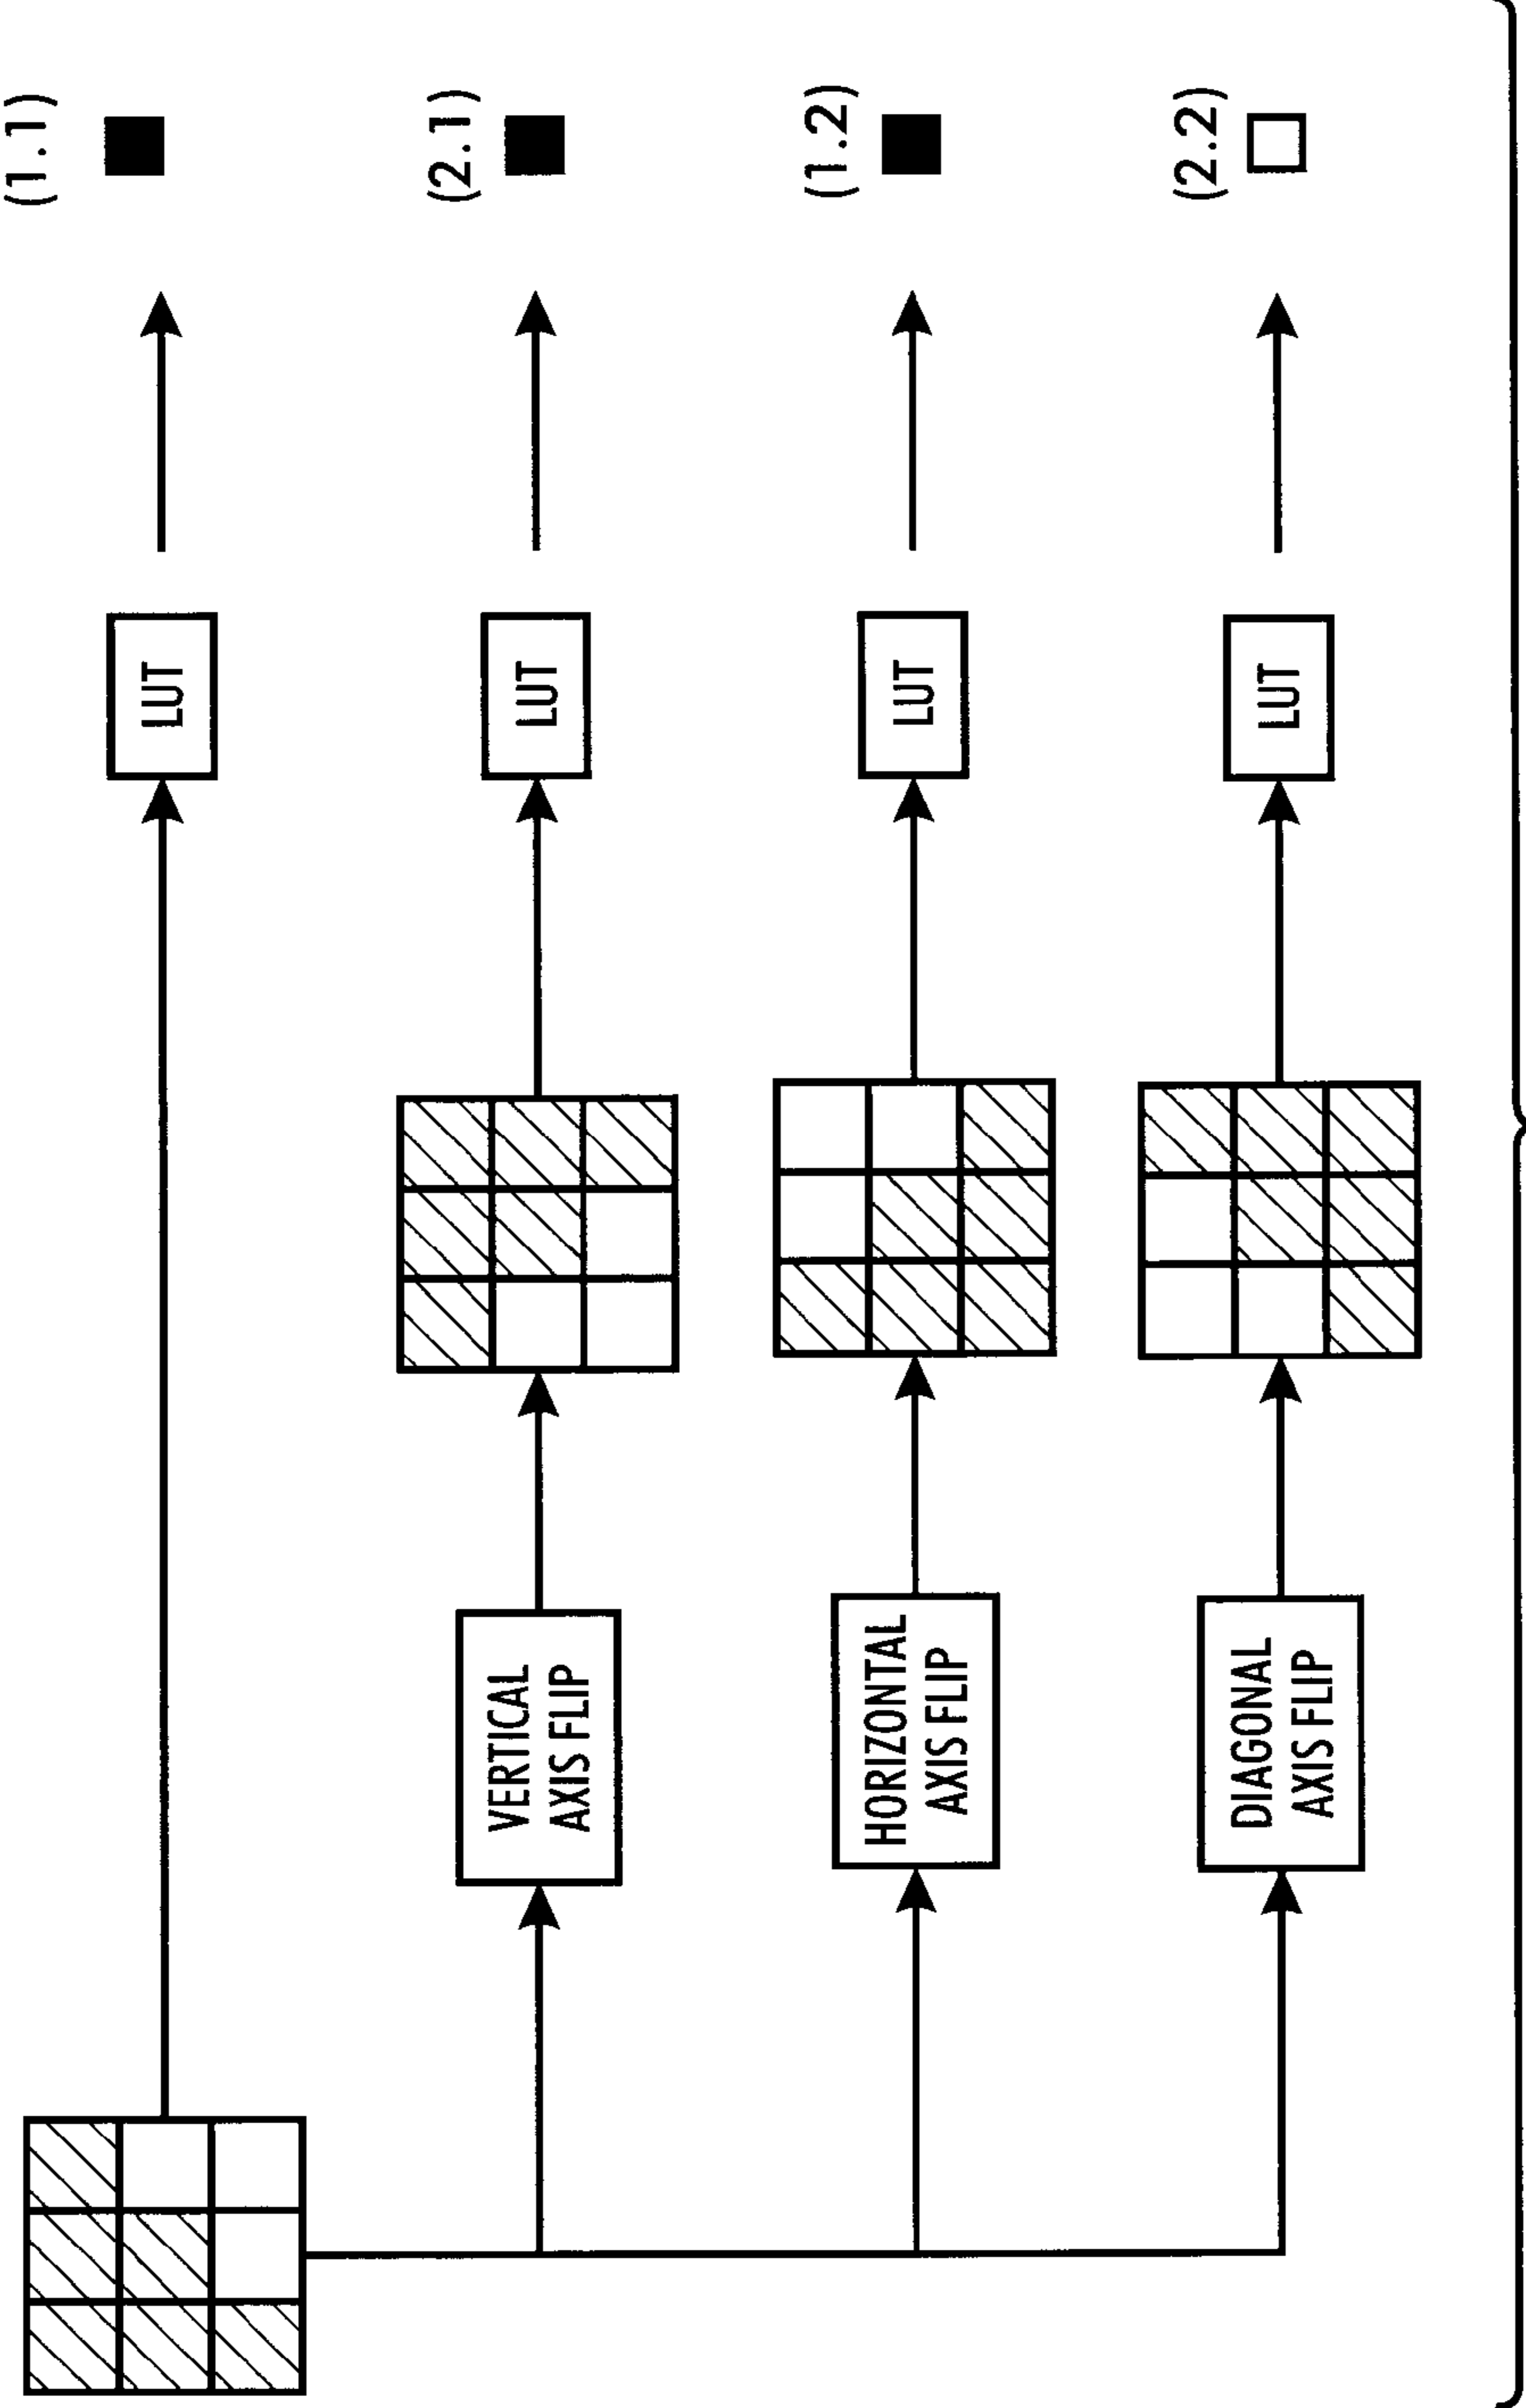 (1.1)
LUT
VERTICAL
AXIS FLIP
LUT
(2.1)
HORIZONTAL
AXIS FLIP
LUT
(1.2)
DIAGONAL
AXIS FLIP
LUT
(2.2)